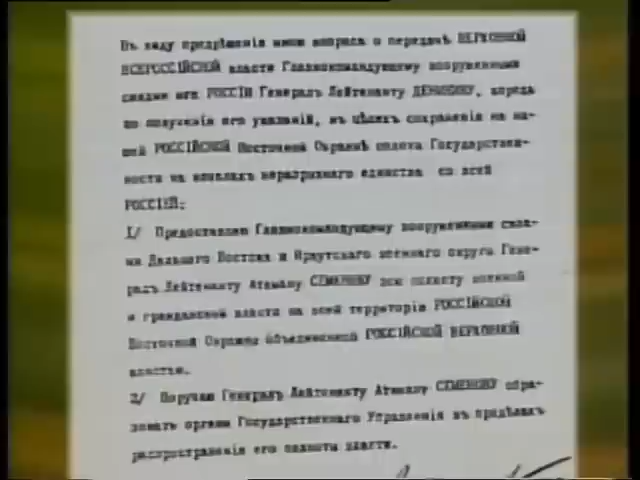 Въ виду предрѣшенія мною вопроса о передачѣ ВЕРХОВНОЙ
ВСЕРОССІЙСКОЙ власти Главнокомандующему вооруженными
силами юга РОССІИ Генералъ Лейтенанту ДЕНИКИНУ, впредь
до полученія его указаній, въ цѣляхъ сохраненія на на-
шей РОССІЙСКОЙ Восточной Окраинѣ оплота Государствен-
ности на началахъ неразрывнаго единства со всей
РОССІЕЙ:
1/ Предоставляю Главнокомандующему вооруженными сила-
ми Дальнаго Востока и Иркутскаго военнаго округа Гене-
ралъ Лейтенанту Атаману СЕМЕНОВУ всю полноту военной
и гражданской власти на всей территоріи РОССІЙСКОЙ
Восточной Окраины объединенной РОССІЙСКОЙ ВЕРХОВНОЙ
властью.
2/ Поручаю Генералъ Лейтенанту Атаману СЕМЕНОВУ обра-
зовать органы Государственнаго Управленія въ предѣлахъ
распространенія его полноты власти.